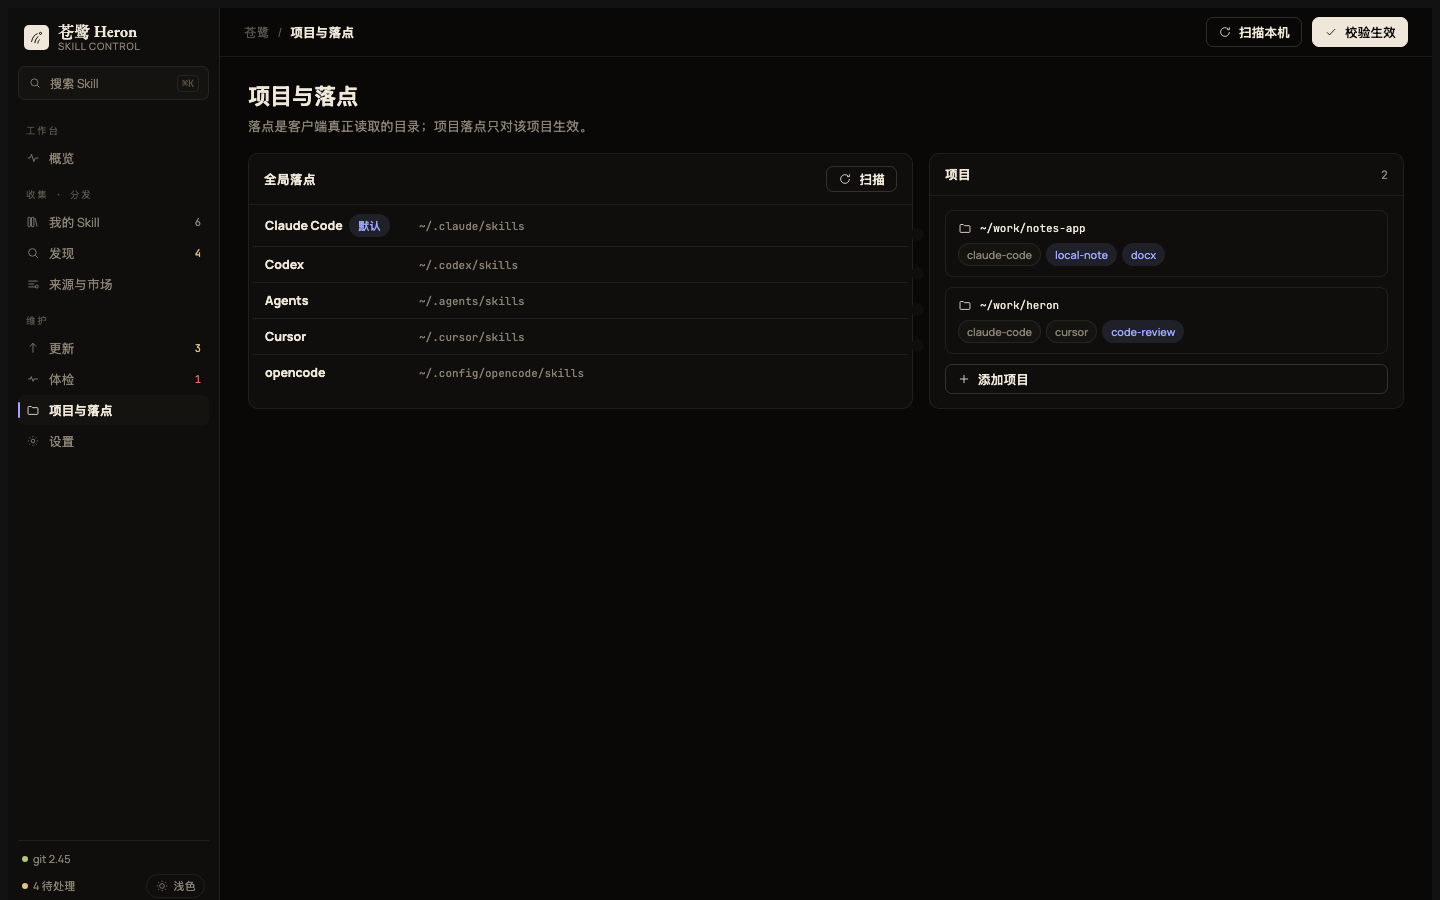 苍鹭 Heron
SKILL CONTROL
搜索 Skill ⌘K
工作台
概览
收集 · 分发
我的 Skill 6
发现 4
来源与市场
维护
更新 3
体检 1
项目与落点
设置
git 2.45
4 待处理 浅色
苍鹭 / 项目与落点
扫描本机 校验生效
项目与落点
落点是客户端真正读取的目录；项目落点只对该项目生效。
全局落点 扫描
Claude Code 默认 ~/.claude/skills
Codex ~/.codex/skills
Agents ~/.agents/skills
Cursor ~/.cursor/skills
opencode ~/.config/opencode/skills
项目 2
~/work/notes-app
claude-code local-note docx
~/work/heron
claude-code cursor code-review
添加项目